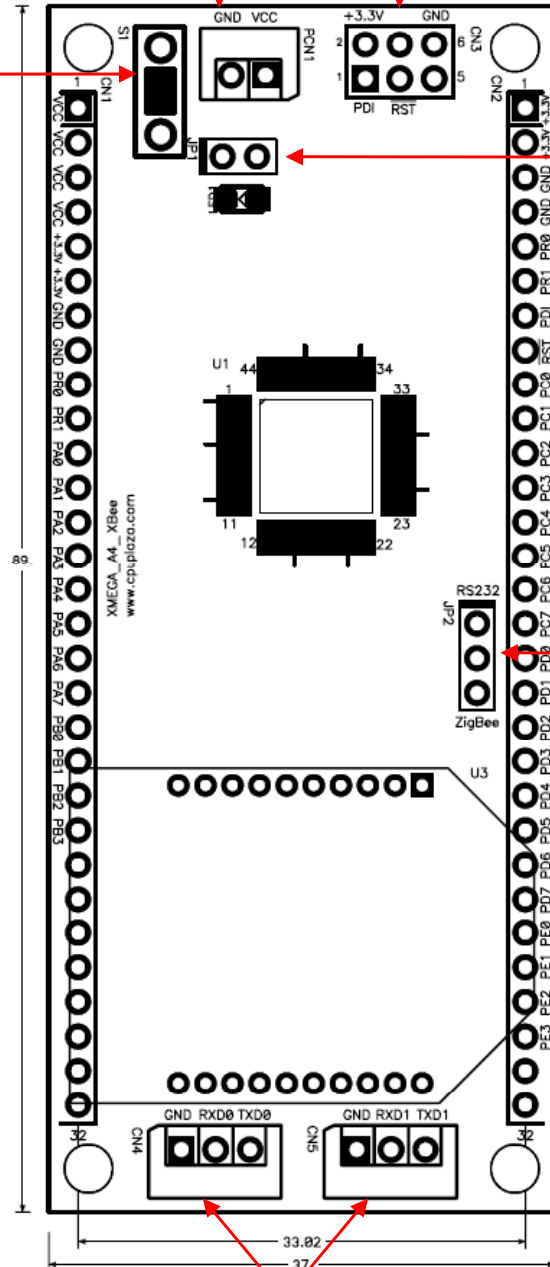 GND VCC
PCN1
S1
+3.3V GND
2 6
1 5
PDI RST
CN3
1
CN1
1
CN2
JP1
VCC
VCC
VCC
VCC
+3.3V
+3.3V
GND
GND
PR0
PR1
PA0
PA1
PA2
PA3
PA4
PA5
PA6
PA7
PB0
PB1
PB2
PB3
+3.3V
+3.3V
GND
GND
PR0
PR1
PDI
RST
PC0
PC1
PC2
PC3
PC4
PC5
PC6
PC7
PD0
PD1
PD2
PD3
PD4
PD5
PD6
PD7
PE0
PE1
PE2
PE3
U1
44 34
1 33
11 23
12 22
XMEGA_A4_XBee
www.cpuplaza.com
89.
RS232
JP2
ZigBee
U3
GND RXD0 TXD0
CN4
GND RXD1 TXD1
CN5
32
32
33.02
37